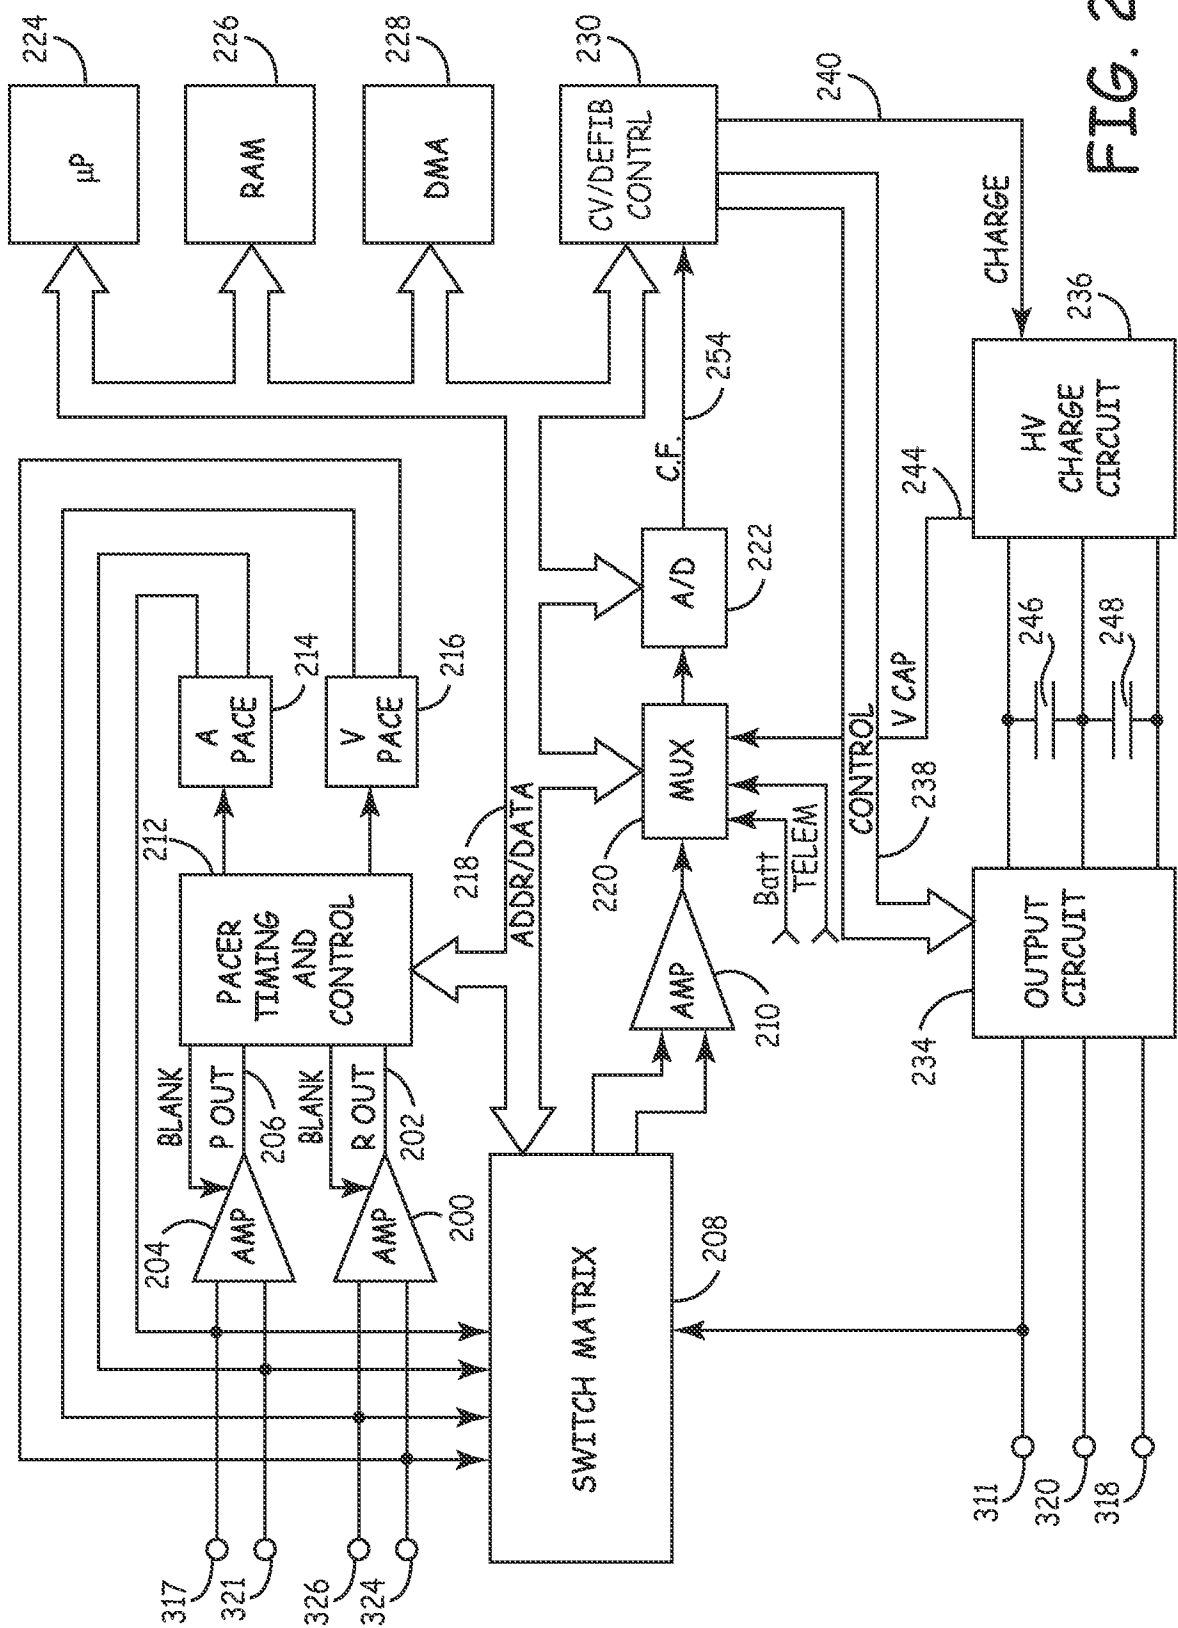 317
321
326
324
204
AMP
BLANK
P OUT
206
200
AMP
BLANK
R OUT
202
212
PACER
TIMING
AND
CONTROL
214
A
PACE
216
V
PACE
224
μP
226
RAM
228
DMA
230
CV/DEFIB
CONTRL
218
ADDR/DATA
SWITCH MATRIX
208
AMP
210
220
MUX
A/D
222
C.F.
254
Batt
TELEM
CONTROL
238
V CAP
244
240
CHARGE
236
HV
CHARGE
CIRCUIT
246
248
234
OUTPUT
CIRCUIT
311
320
318
FIG. 2